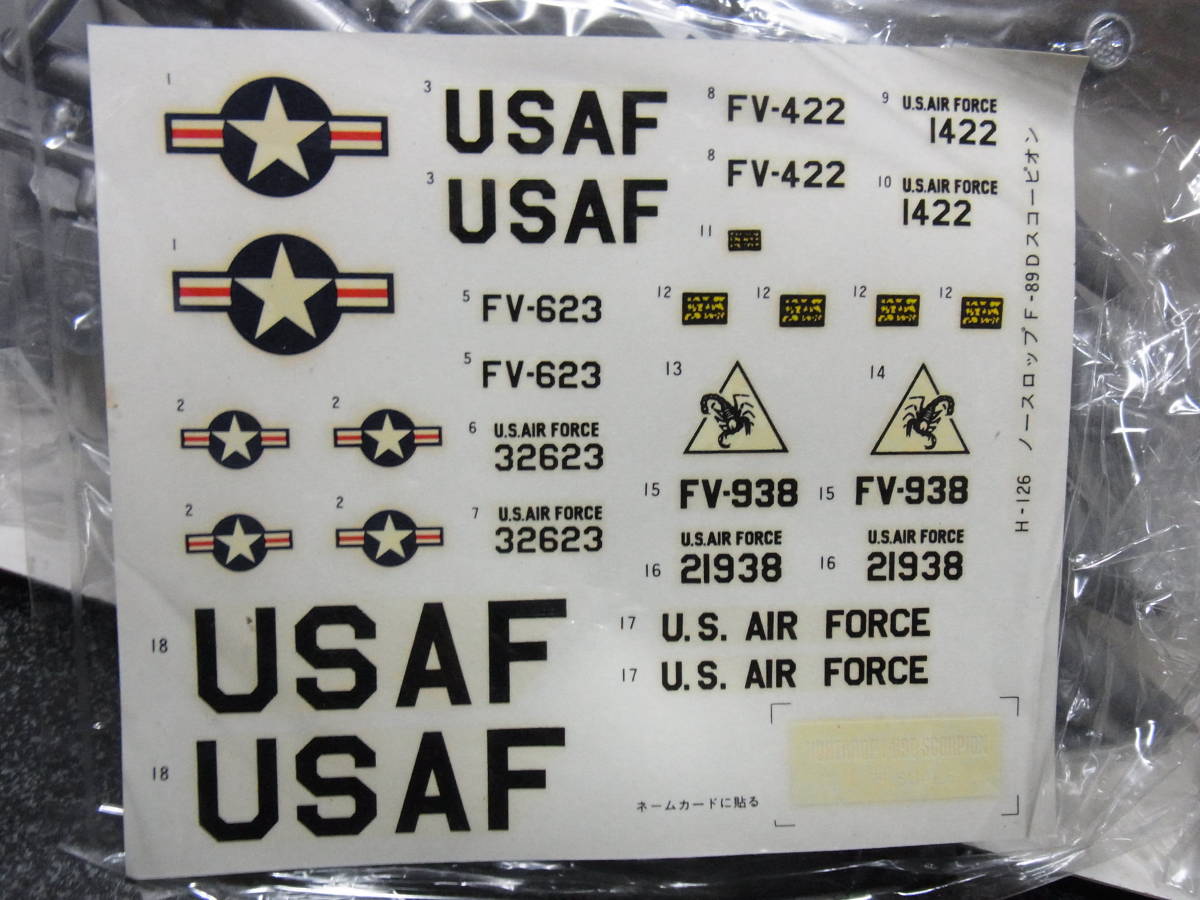 1
1
2
2
2
2
3
USAF
3
USAF
5
FV-623
5
FV-623
6
U.S.AIR FORCE
32623
7
U.S.AIR FORCE
32623
8
FV-422
8
FV-422
9
U.S.AIR FORCE
1422
10
U.S.AIR FORCE
1422
11
12
12
12
12
13
14
15
FV-938
15
FV-938
16
U.S.AIR FORCE
21938
16
U.S.AIR FORCE
21938
17
U.S. AIR FORCE
17
U.S. AIR FORCE
18
USAF
18
USAF
ネームカードに貼る
H-126 ノースロップF-89Dスコーピオン